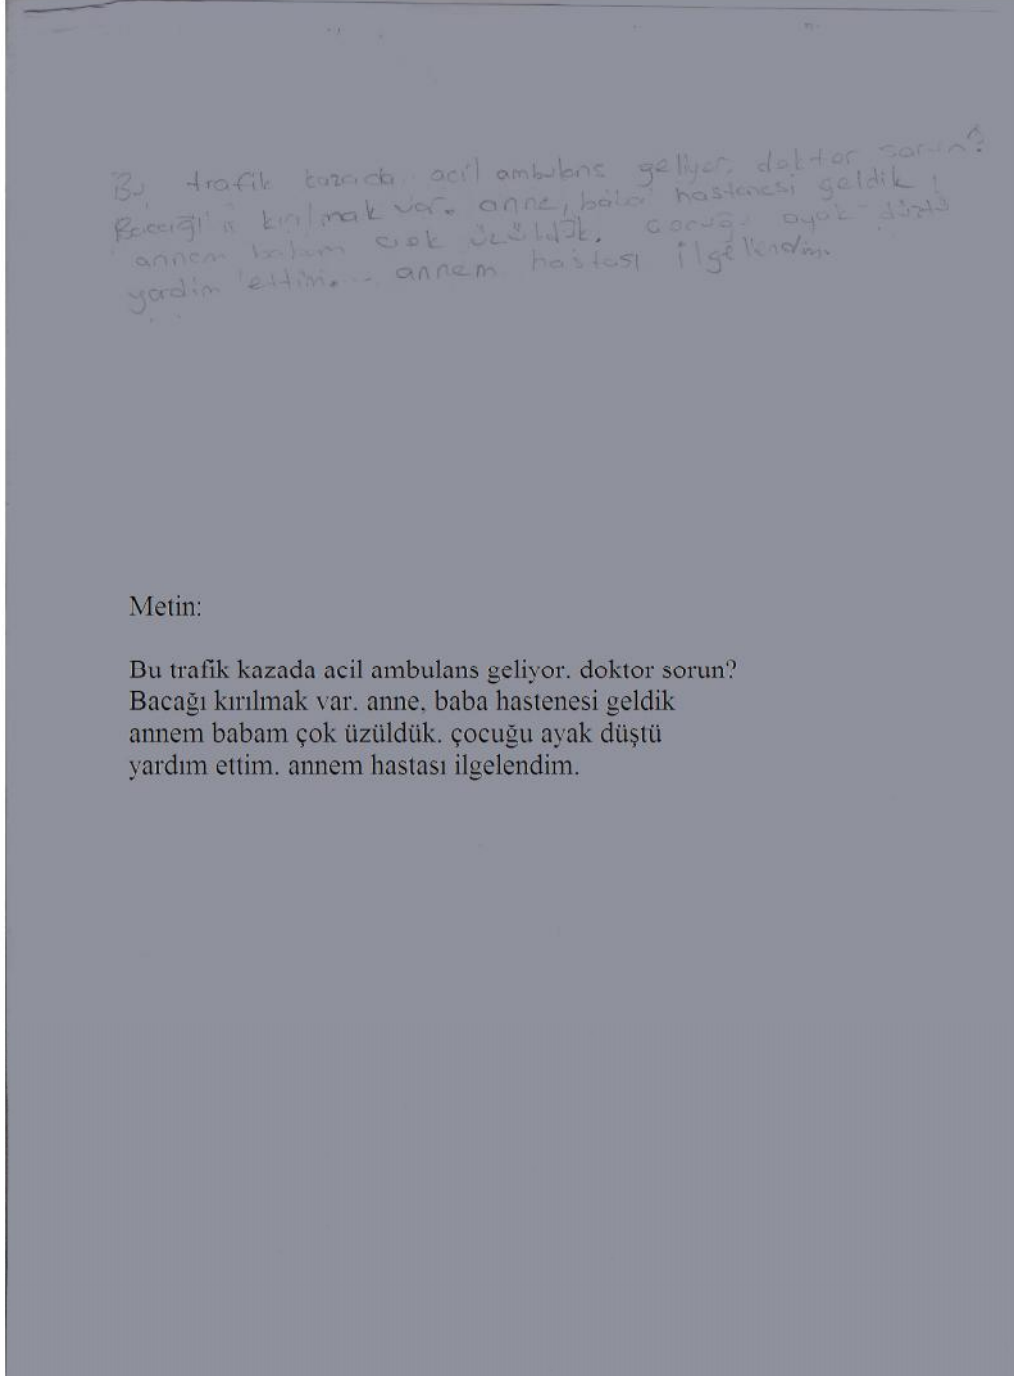 Bu trafik kazada acil ambulans geliyor. doktor sorun?
Bacağı kırılmak var. anne, baba hastenesi geldik
annem babam çok üzüldük. çocuğu ayak düştü
yardim ettim. annem hastası ilgelendim.
Metin:
Bu trafik kazada acil ambulans geliyor. doktor sorun?
Bacağı kırılmak var. anne, baba hastenesi geldik
annem babam çok üzüldük. çocuğu ayak düştü
yardım ettim. annem hastası ilgelendim.